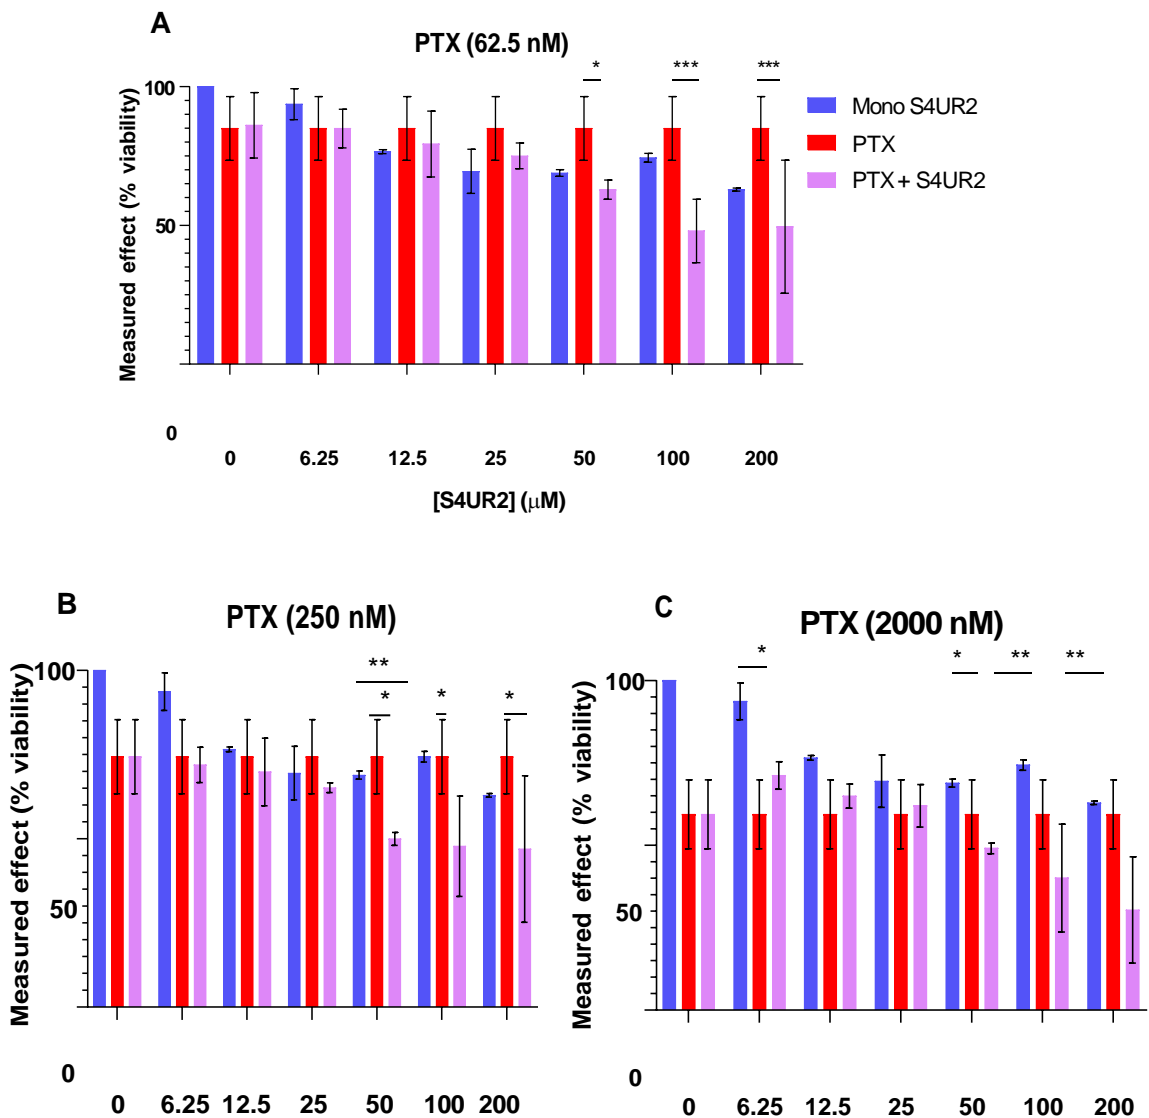 A
PTX (62.5 nM)
* *** ***
Measured effect (% viability)
100
50
0
Mono S4UR2
PTX
PTX + S4UR2
0 6.25 12.5 25 50 100 200
[S4UR2] (μM)
B
PTX (250 nM)
**
* * *
Measured effect (% viability)
100
50
0
0 6.25 12.5 25 50 100 200
C
PTX (2000 nM)
* * ** **
Measured effect (% viability)
100
50
0
0 6.25 12.5 25 50 100 200